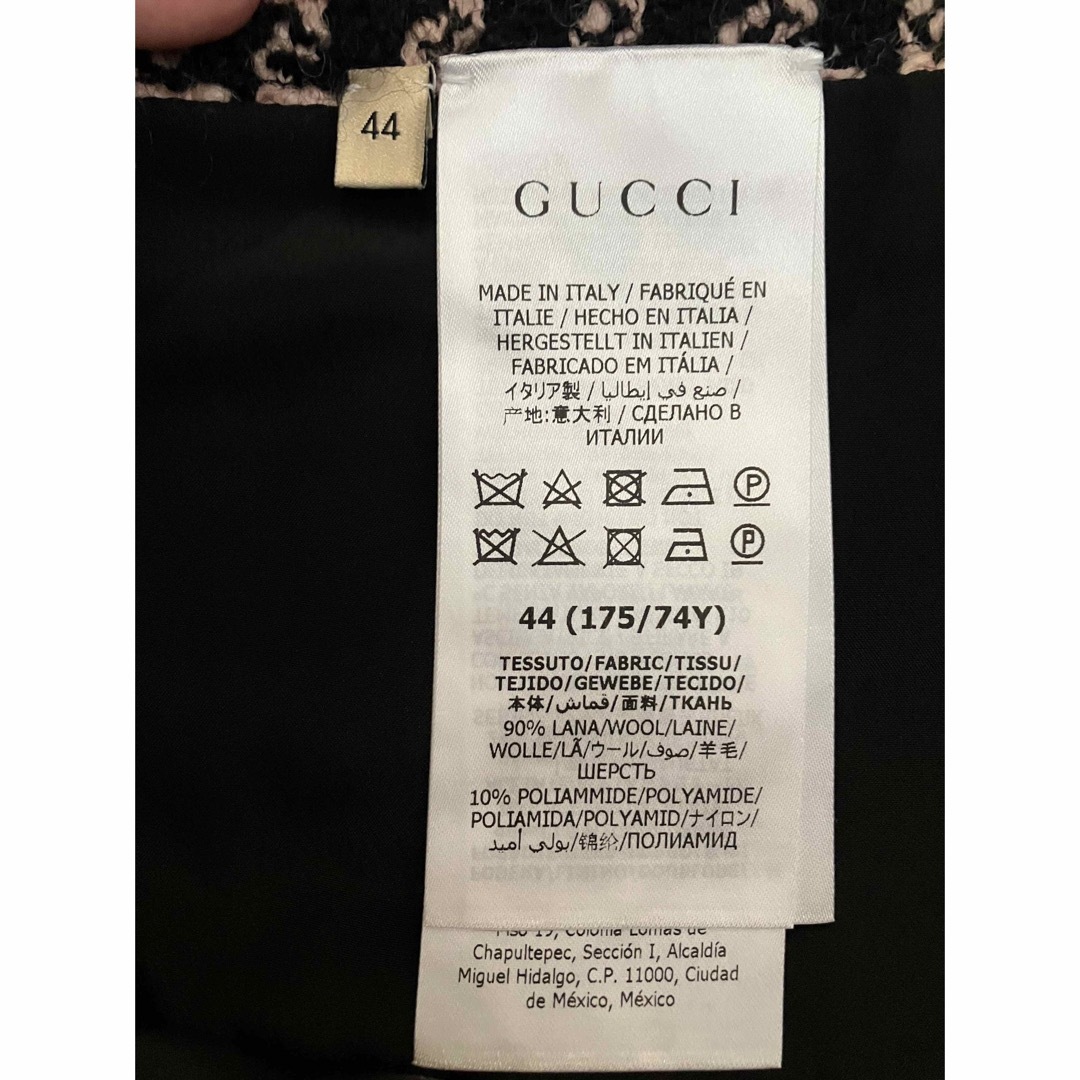 44
GUCCI
MADE IN ITALY / FABRIQUÉ EN
ITALIE / HECHO EN ITALIA /
HERGESTELLT IN ITALIEN /
FABRICADO EM ITÁLIA /
イタリア製 / صنع في إيطاليا /
产地:意大利 / СДЕЛАНО В
ИТАЛИИ
P
P
44 (175/74Y)
TESSUTO/FABRIC/TISSU/
TEJIDO/GEWEBE/TECIDO/
本体/قماش/面料/ТКАНЬ
90% LANA/WOOL/LAINE/
WOLLE/LÃ/ウール/صوف/羊毛/
ШЕРСТЬ
10% POLIAMMIDE/POLYAMIDE/
POLIAMIDA/POLYAMID/ナイロン/
بولي أميد/锦纶/ПОЛИАМИД
19, Colonia Lomas de
Chapultepec, Sección I, Alcaldía
Miguel Hidalgo, C.P. 11000, Ciudad
de México, México